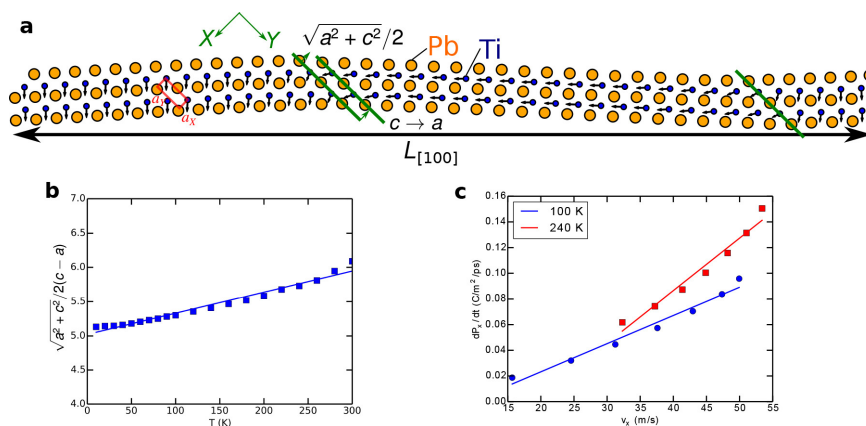 a
X
Y
√a² + c²/2
Pb
Ti
a_Y
a_X
c → a
L_[100]
b
√a² + c²/2(c − a)
7.0
6.5
6.0
5.5
5.0
4.5
4.0
0
50
100
150
200
250
300
T (K)
c
100 K
240 K
dPₓ/dt (C/m²/ps)
0.16
0.14
0.12
0.10
0.08
0.06
0.04
0.02
0.00
15
20
25
30
35
40
45
50
55
vₓ (m/s)